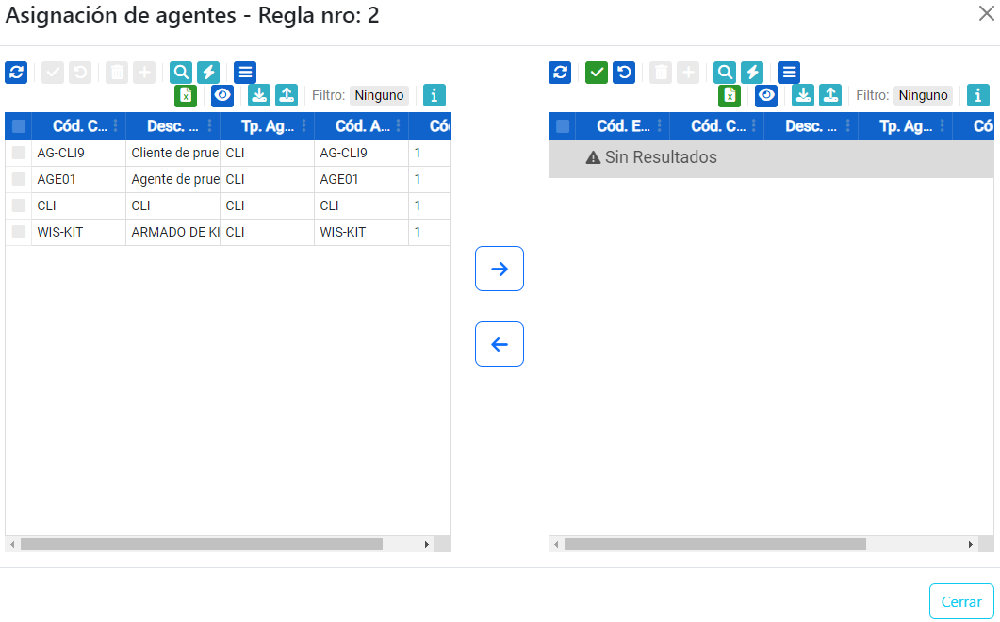 Asignación de agentes - Regla nro: 2
Filtro: Ninguno
Cód. C... Desc. ... Tp. Ag... Cód. A... Có
AG-CLI9 Cliente de prue CLI AG-CLI9 1
AGE01 Agente de prue CLI AGE01 1
CLI CLI CLI CLI 1
WIS-KIT ARMADO DE KI CLI WIS-KIT 1
Filtro: Ninguno
Cód. E... Cód. C... Desc. ... Tp. Ag... Có
Sin Resultados
Cerrar